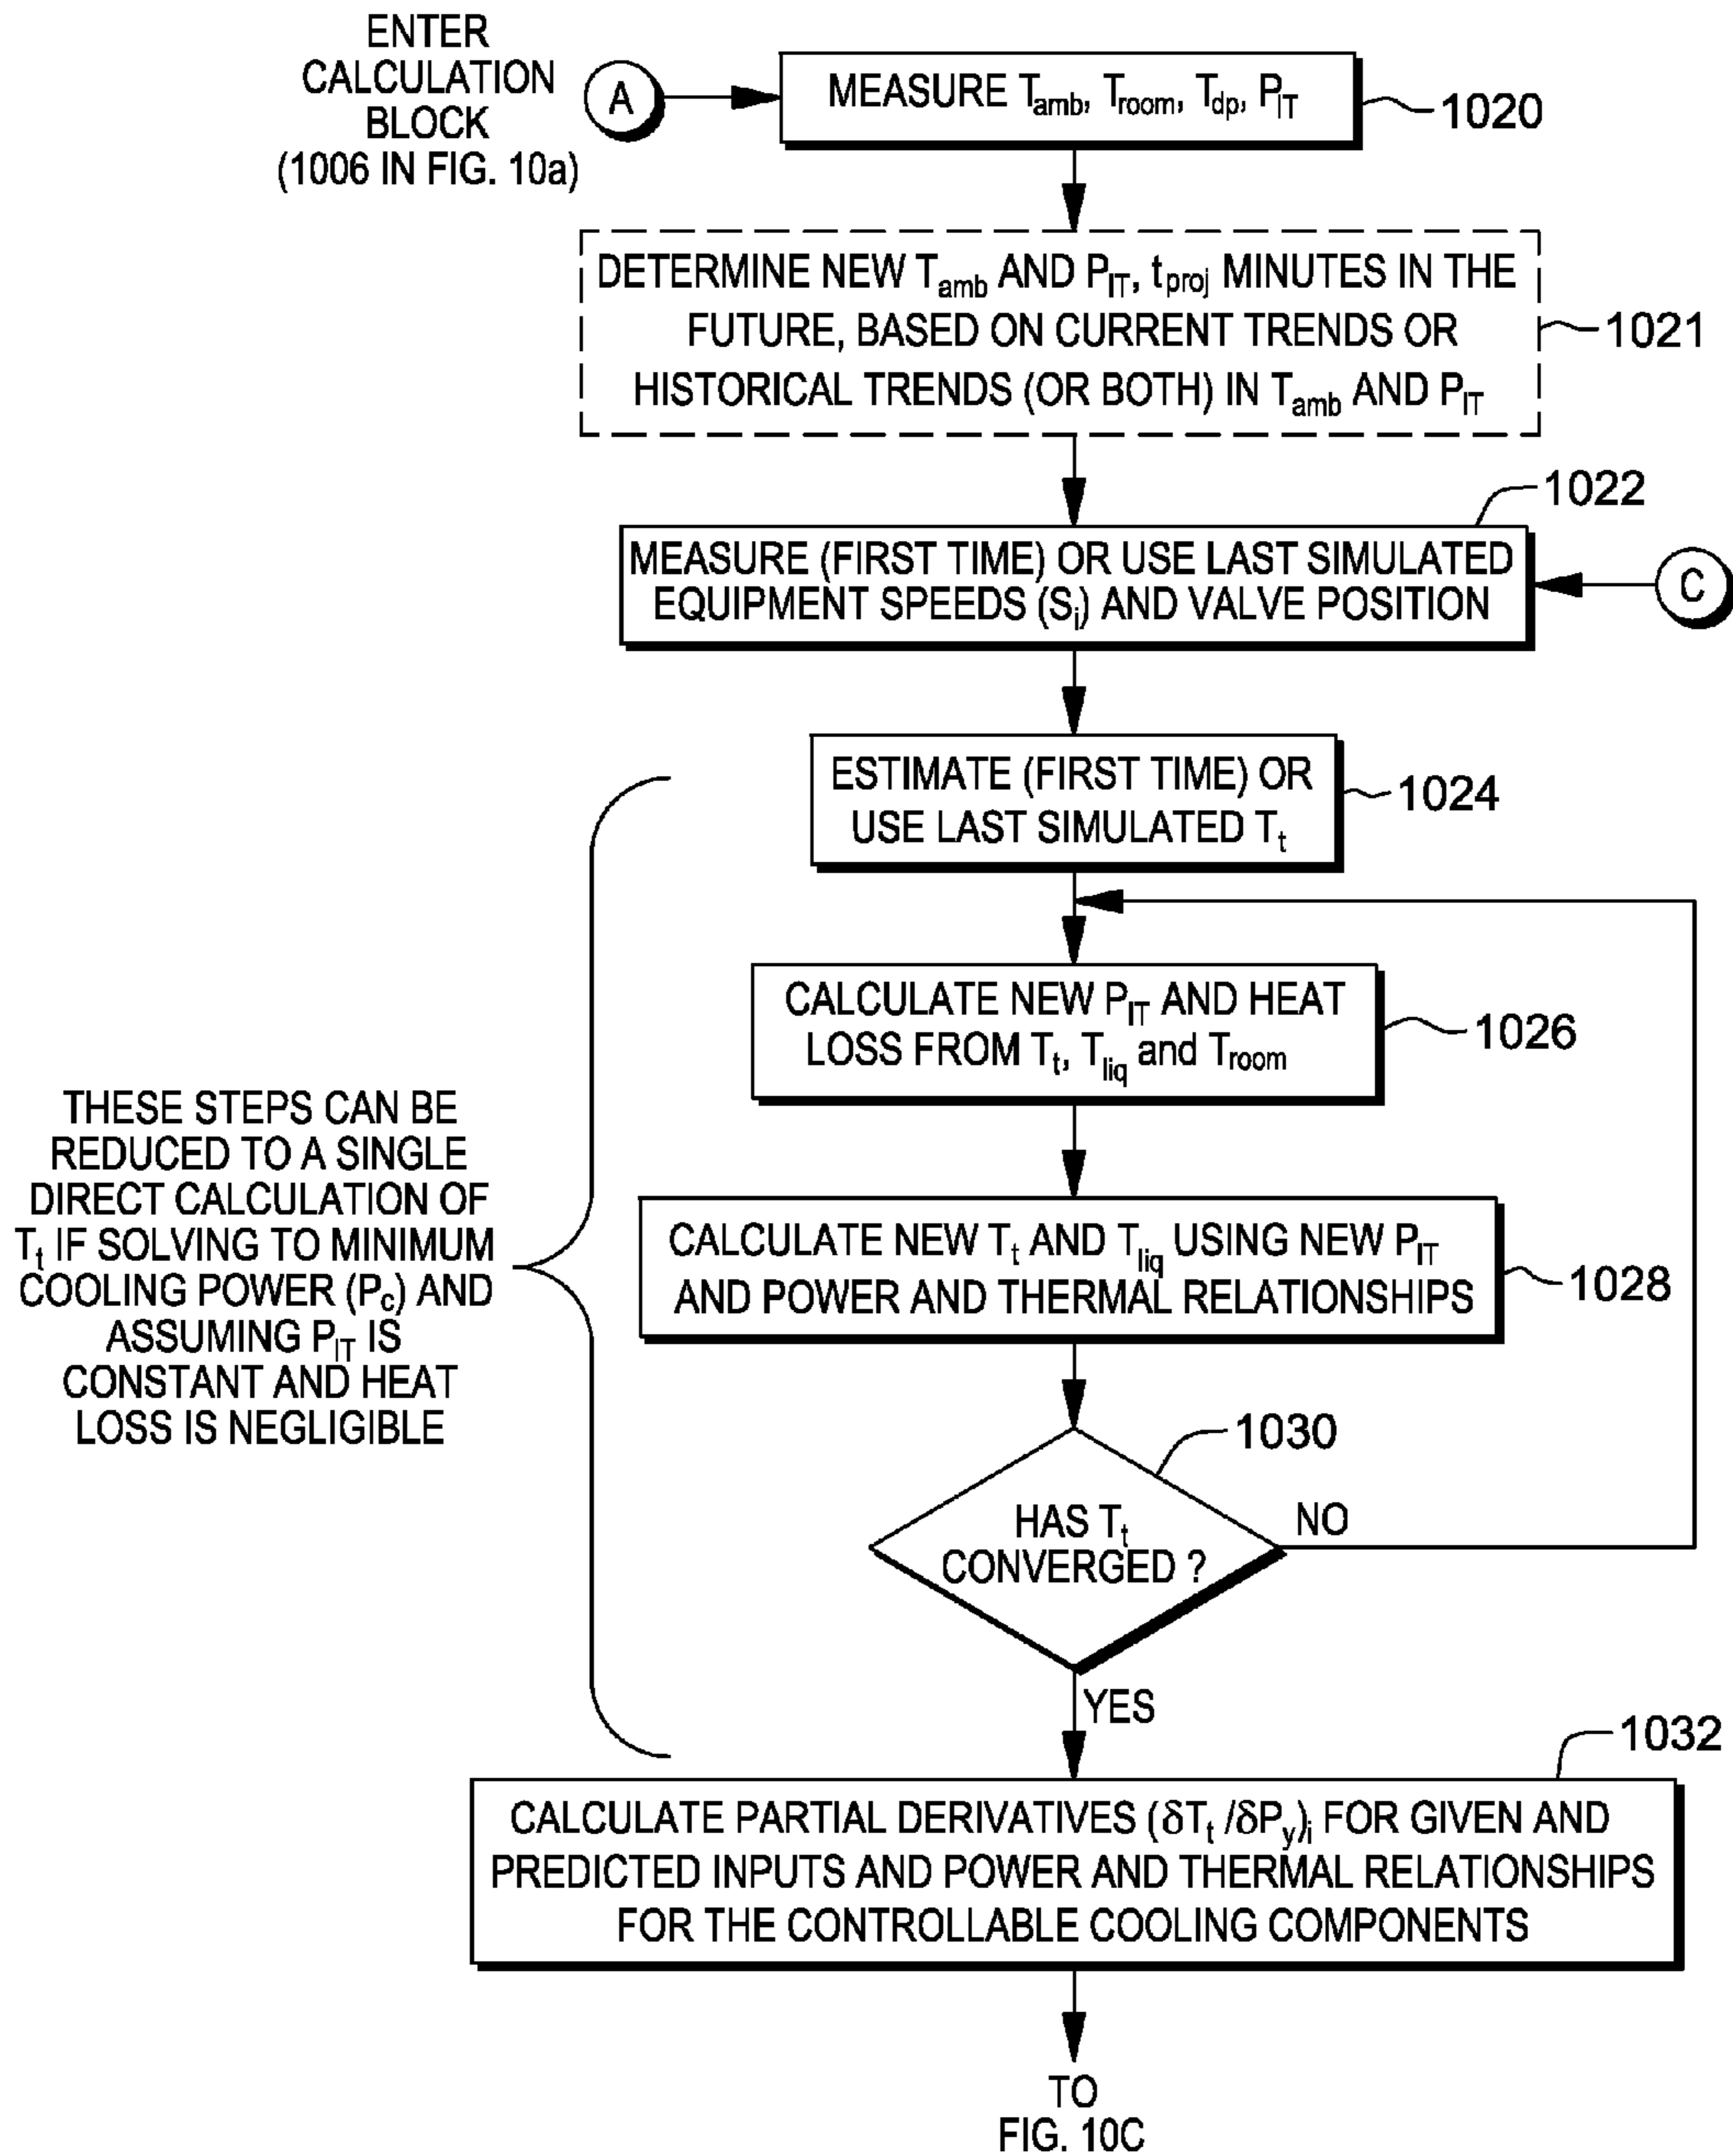 ENTER
CALCULATION
BLOCK
(1006 IN FIG. 10a)
A
MEASURE Tamb, Troom, Tdp, PIT
1020
DETERMINE NEW Tamb AND PIT, tproj MINUTES IN THE
FUTURE, BASED ON CURRENT TRENDS OR
HISTORICAL TRENDS (OR BOTH) IN Tamb AND PIT
1021
1022
MEASURE (FIRST TIME) OR USE LAST SIMULATED
EQUIPMENT SPEEDS (Si) AND VALVE POSITION
C
ESTIMATE (FIRST TIME) OR
USE LAST SIMULATED Tt
1024
CALCULATE NEW PIT AND HEAT
LOSS FROM Tt, Tliq and Troom
1026
THESE STEPS CAN BE
REDUCED TO A SINGLE
DIRECT CALCULATION OF
Tt IF SOLVING TO MINIMUM
COOLING POWER (Pc) AND
ASSUMING PIT IS
CONSTANT AND HEAT
LOSS IS NEGLIGIBLE
CALCULATE NEW Tt AND Tliq USING NEW PIT
AND POWER AND THERMAL RELATIONSHIPS
1028
1030
HAS Tt
CONVERGED ?
NO
YES
1032
CALCULATE PARTIAL DERIVATIVES (δTt /δPy)i FOR GIVEN AND
PREDICTED INPUTS AND POWER AND THERMAL RELATIONSHIPS
FOR THE CONTROLLABLE COOLING COMPONENTS
TO
FIG. 10C